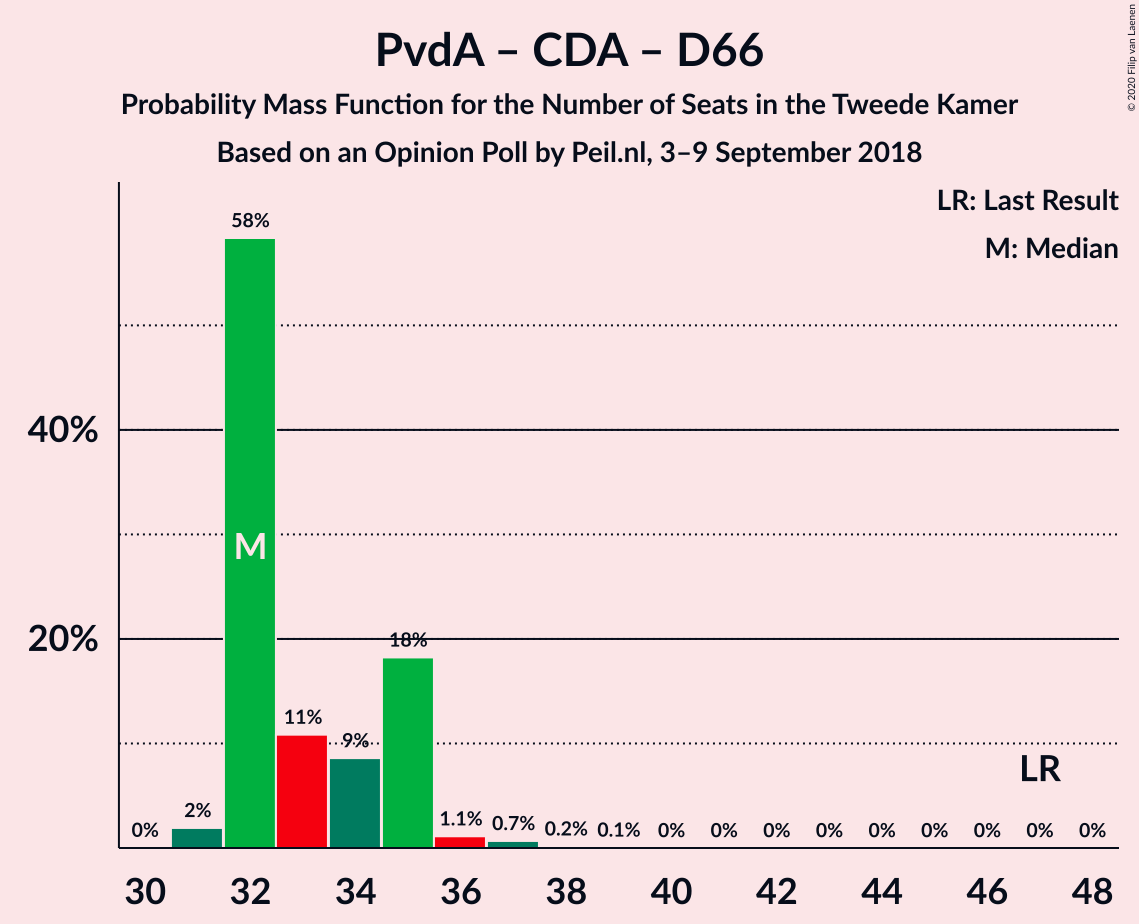 PvdA – CDA – D66
Probability Mass Function for the Number of Seats in the Tweede Kamer
Based on an Opinion Poll by Peil.nl, 3–9 September 2018
© 2020 Filip van Laenen
LR: Last Result
M: Median
58%
40%
M
20%
18%
11%
9%
LR
0% 2% 1.1% 0.7% 0.2% 0.1% 0% 0% 0% 0% 0% 0% 0% 0% 0%
30 32 34 36 38 40 42 44 46 48